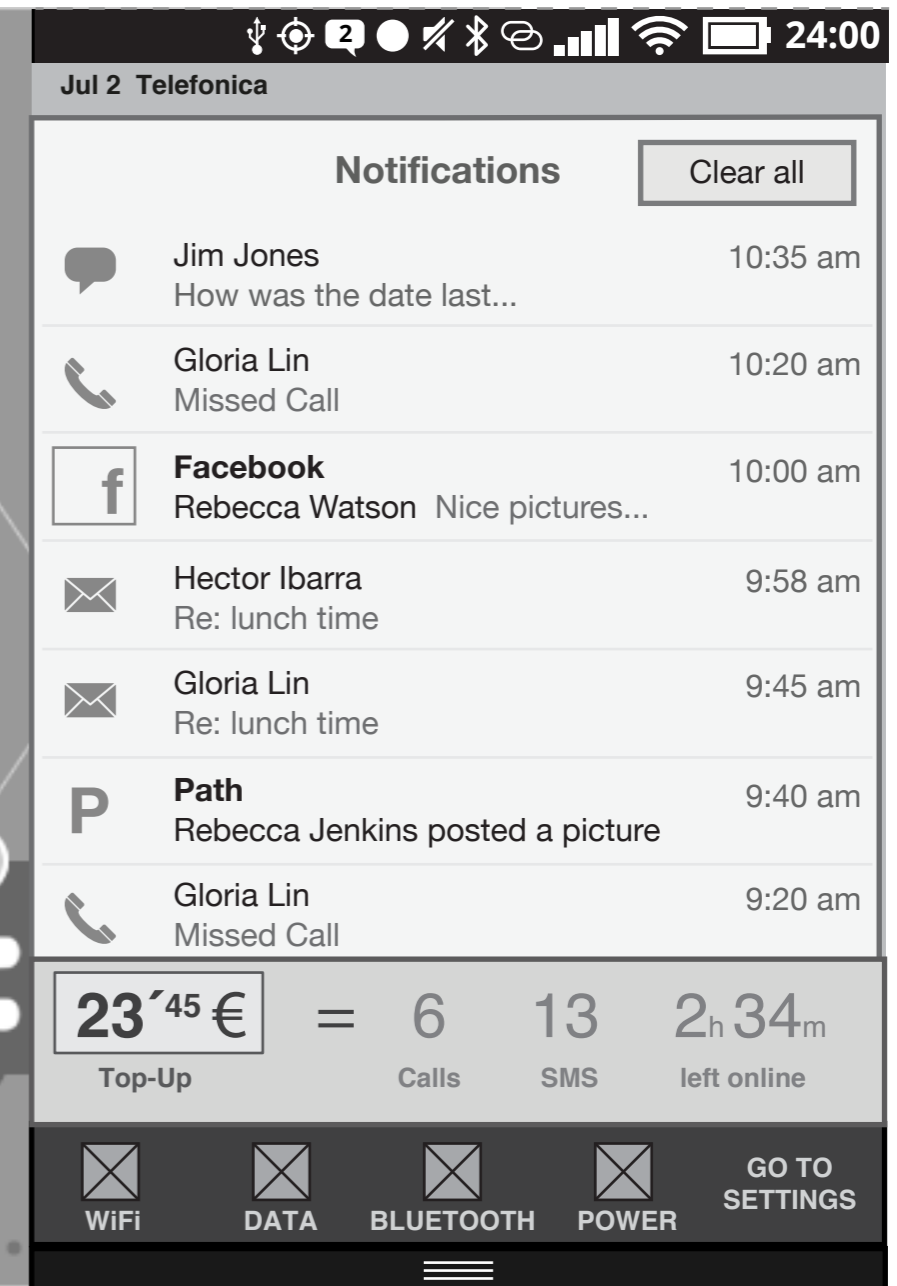 2 24:00
Jul 2 Telefonica
Notifications Clear all
Jim Jones 10:35 am
How was the date last...
Gloria Lin 10:20 am
Missed Call
f Facebook 10:00 am
Rebecca Watson Nice pictures...
Hector Ibarra 9:58 am
Re: lunch time
Gloria Lin 9:45 am
Re: lunch time
P Path 9:40 am
Rebecca Jenkins posted a picture
Gloria Lin 9:20 am
Missed Call
23´45 € = 6 13 2h 34m
Top-Up Calls SMS left online
WiFi DATA BLUETOOTH POWER GO TO SETTINGS